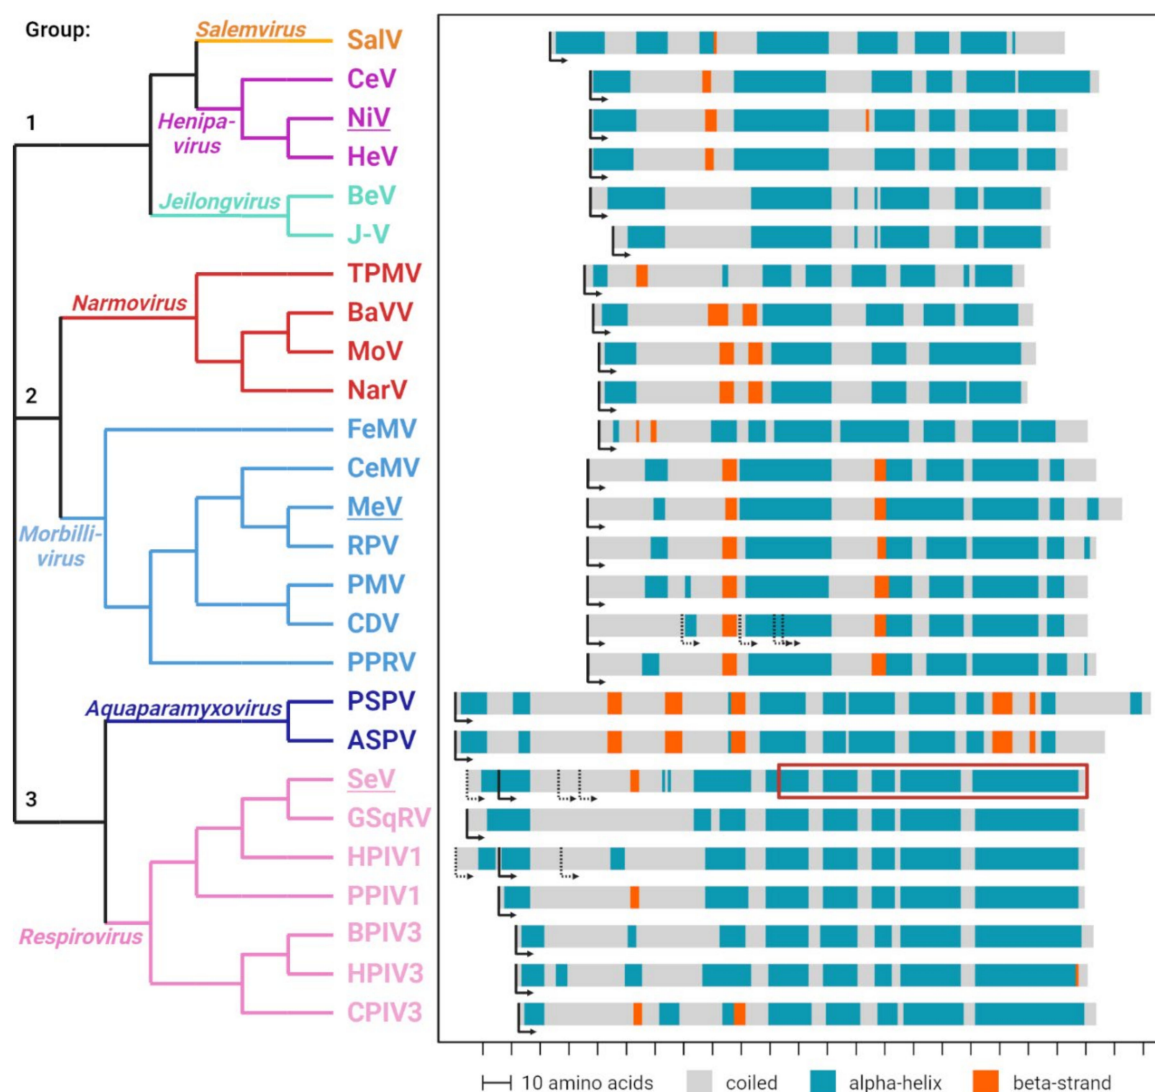 Group:
Salemvirus
SalV
CeV
1
Henipa-
virus
NiV
HeV
Jeilongvirus
BeV
J-V
TPMV
Narmovirus
BaVV
MoV
2
NarV
FeMV
CeMV
MeV
Morbilli-
virus
RPV
PMV
CDV
PPRV
PSPV
Aquaparamyxovirus
ASPV
SeV
3
GSqRV
HPIV1
PPIV1
Respirovirus
BPIV3
HPIV3
CPIV3
10 amino acids coiled alpha-helix beta-strand